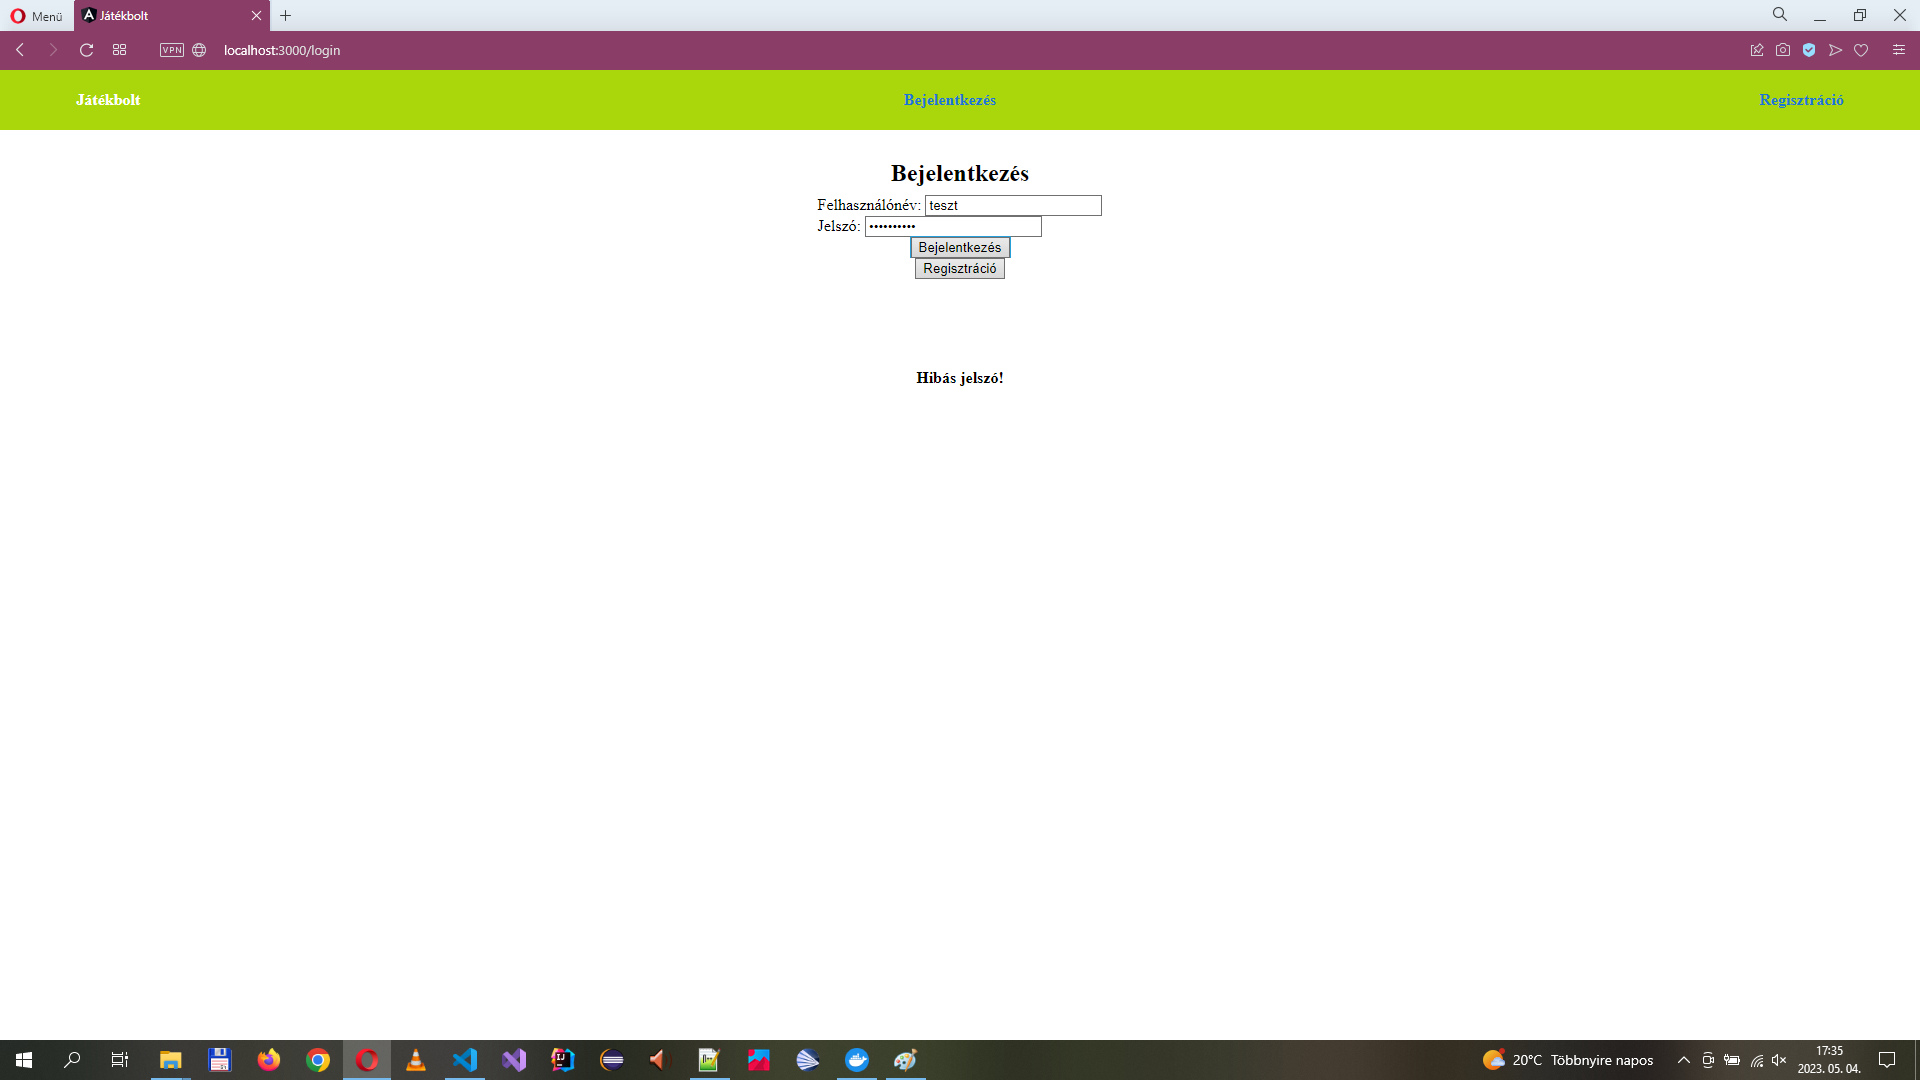 Menü
Játékbolt
VPN
localhost:3000/login
Játékbolt Bejelentkezés Regisztráció
Bejelentkezés
Felhasználónév: teszt
Jelszó: ••••••••••
Bejelentkezés
Regisztráció
Hibás jelszó!
20°C Többnyire napos
17:35
2023. 05. 04.